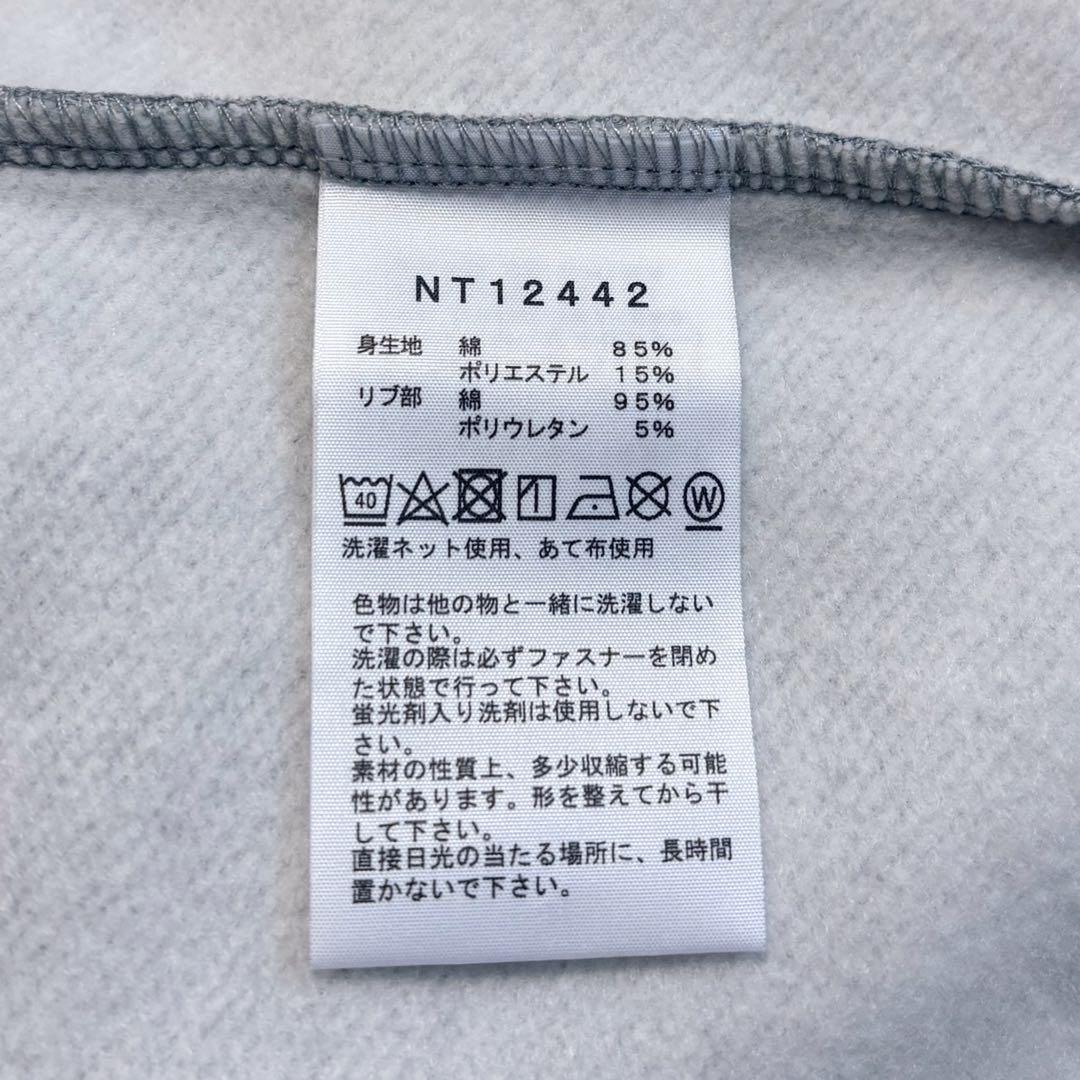 NT12442
身生地 綿 85%
ポリエステル 15%
リブ部 綿 95%
ポリウレタン 5%
40 W
洗濯ネット使用、あて布使用
色物は他の物と一緒に洗濯しない
で下さい。
洗濯の際は必ずファスナーを閉め
た状態で行って下さい。
蛍光剤入り洗剤は使用しないで下
さい。
素材の性質上、多少収縮する可能
性があります。形を整えてから干
して下さい。
直接日光の当たる場所に、長時間
置かないで下さい。